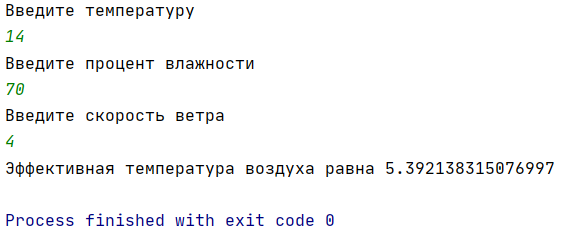 Введите температуру
14
Введите процент влажности
70
Введите скорость ветра
4
Эффективная температура воздуха равна 5.392138315076997
Process finished with exit code 0